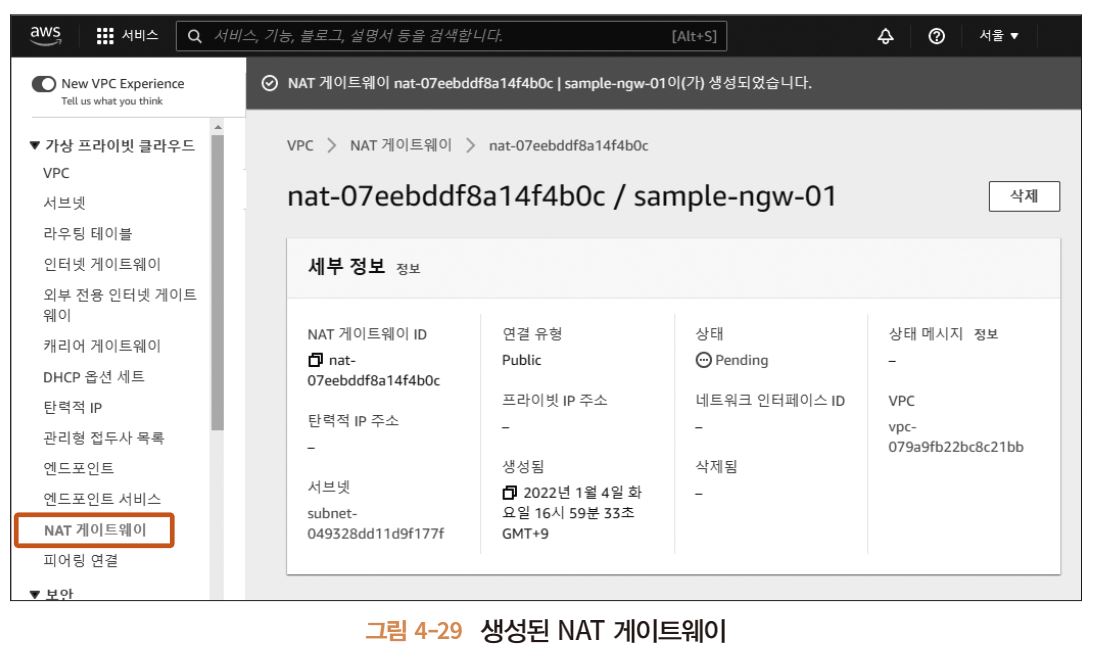 aws
서비스
서비스, 기능, 블로그, 설명서 등을 검색합니다.
[Alt+S]
서울 ▼
New VPC Experience
Tell us what you think
▼ 가상 프라이빗 클라우드
VPC
서브넷
라우팅 테이블
인터넷 게이트웨이
외부 전용 인터넷 게이트
웨이
캐리어 게이트웨이
DHCP 옵션 세트
탄력적 IP
관리형 접두사 목록
엔드포인트
엔드포인트 서비스
NAT 게이트웨이
피어링 연결
▼ 보안
NAT 게이트웨이 nat-07eebddf8a14f4b0c | sample-ngw-01이(가) 생성되었습니다.
VPC > NAT 게이트웨이 > nat-07eebddf8a14f4b0c
nat-07eebddf8a14f4b0c / sample-ngw-01
삭제
세부 정보 정보
NAT 게이트웨이 ID
nat-
07eebddf8a14f4b0c
탄력적 IP 주소
–
서브넷
subnet-
049328dd11d9f177f
연결 유형
Public
프라이빗 IP 주소
–
생성됨
2022년 1월 4일 화
요일 16시 59분 33초
GMT+9
상태
Pending
네트워크 인터페이스 ID
–
삭제됨
–
상태 메시지 정보
–
VPC
vpc-
079a9fb22bc8c21bb
그림 4-29 생성된 NAT 게이트웨이